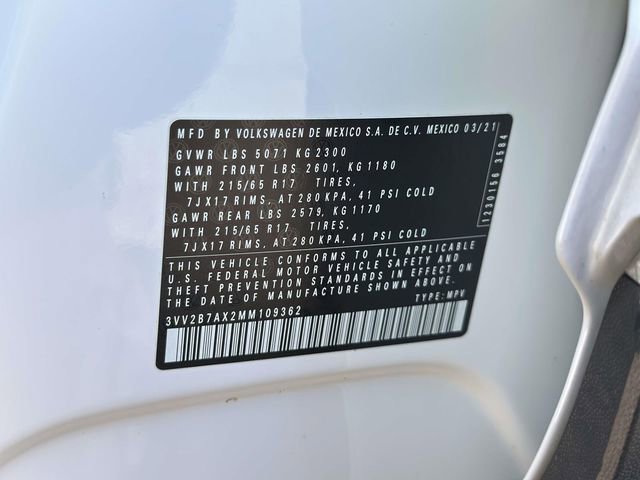 MFD BY VOLKSWAGEN DE MEXICO S.A. DE C.V. MEXICO 03/21
GVWR LBS 5071 KG 2300
GAWR FRONT LBS 2601, KG 1180
WITH 215/65 R17 TIRES,
7JX17 RIMS, AT 280 KPA, 41 PSI COLD
GAWR REAR LBS 2579, KG 1170
WITH 215/65 R17 TIRES,
7JX17 RIMS, AT 280 KPA, 41 PSI COLD
THIS VEHICLE CONFORMS TO ALL APPLICABLE
U.S. FEDERAL MOTOR VEHICLE SAFETY AND
THEFT PREVENTION STANDARDS IN EFFECT ON
THE DATE OF MANUFACTURE SHOWN ABOVE.
3VV2B7AX2MM109362 TYPE: MPV
1230156 3584